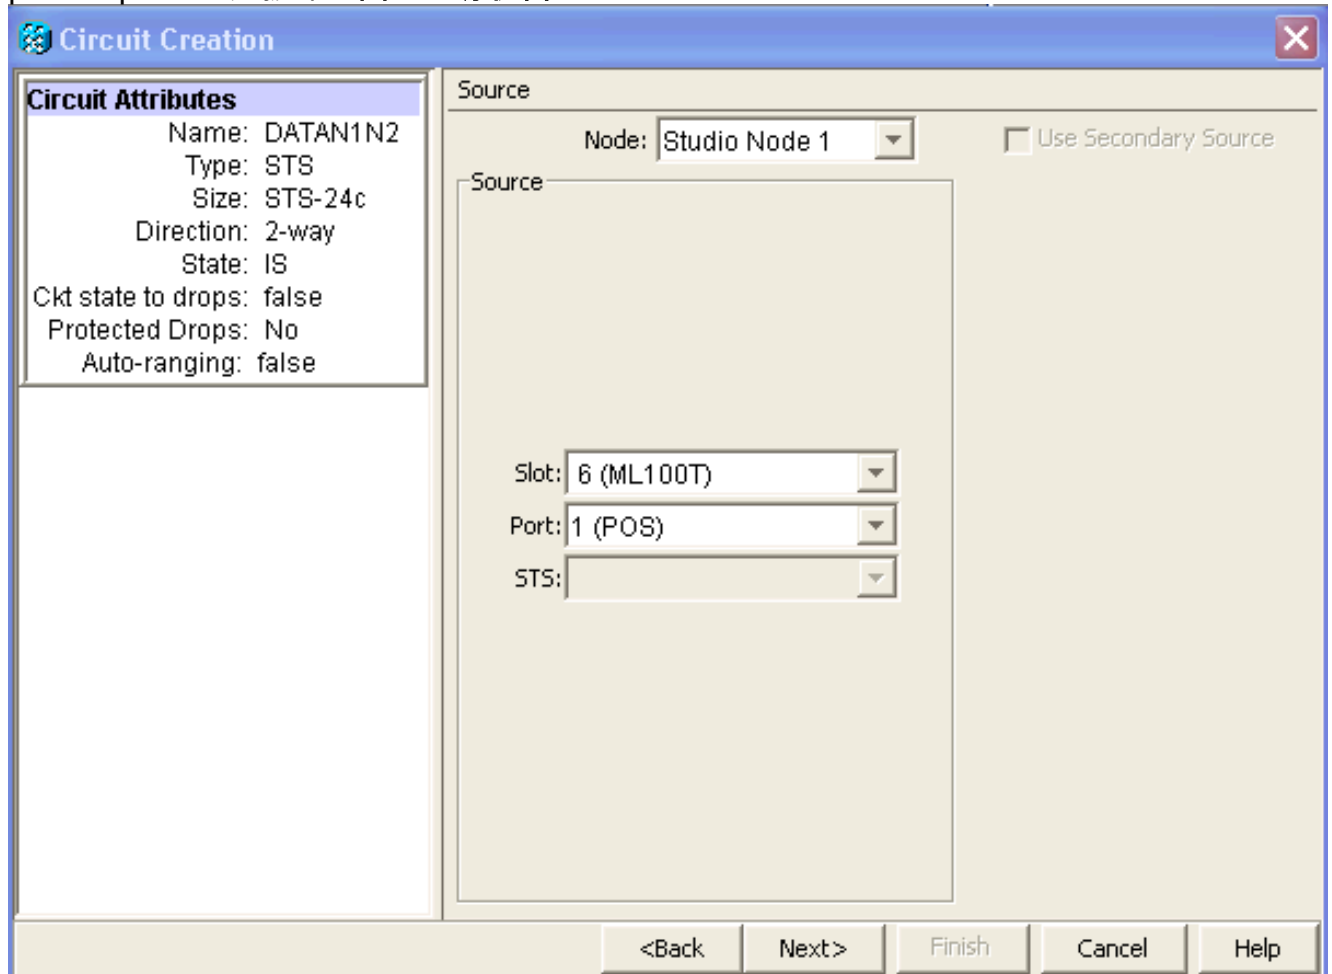 Circuit Creation
Circuit Attributes
Name: DATAN1N2
Type: STS
Size: STS-24c
Direction: 2-way
State: IS
Ckt state to drops: false
Protected Drops: No
Auto-ranging: false
Source
Node: Studio Node 1
Use Secondary Source
Source
Slot: 6 (ML100T)
Port: 1 (POS)
STS:
<Back Next> Finish Cancel Help